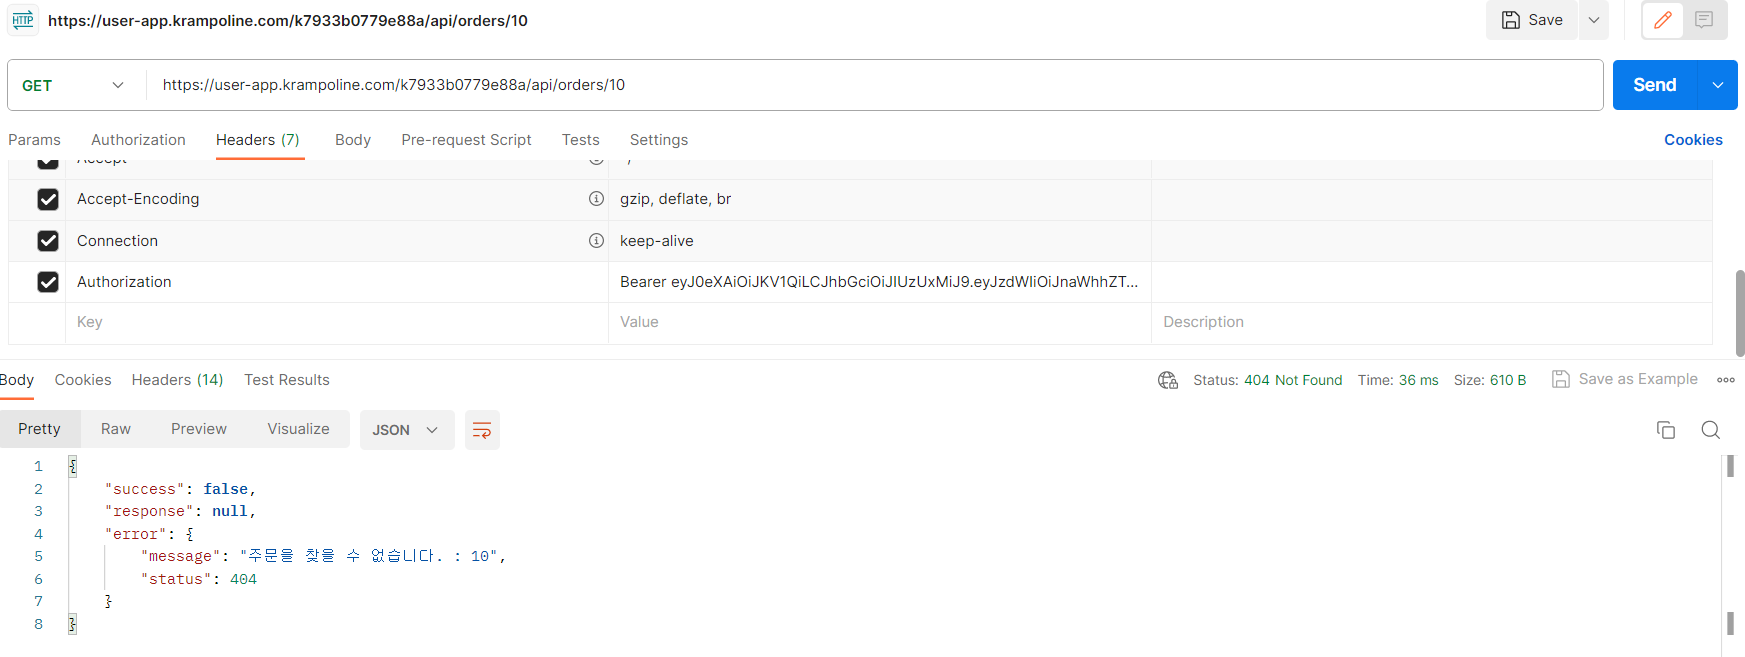 HTTP https://user-app.krampoline.com/k7933b0779e88a/api/orders/10 Save
GET https://user-app.krampoline.com/k7933b0779e88a/api/orders/10 Send
Params Authorization Headers (7) Body Pre-request Script Tests Settings Cookies
Accept */*
Accept-Encoding gzip, deflate, br
Connection keep-alive
Authorization Bearer eyJ0eXAiOiJKV1QiLCJhbGciOiJIUzUxMiJ9.eyJzdWIiOiJnaWhhZT...
Key Value Description
Body Cookies Headers (14) Test Results Status: 404 Not Found Time: 36 ms Size: 610 B Save as Example
Pretty Raw Preview Visualize JSON
1 {
2 "success": false,
3 "response": null,
4 "error": {
5 "message": "주문을 찾을 수 없습니다. : 10",
6 "status": 404
7 }
8 }